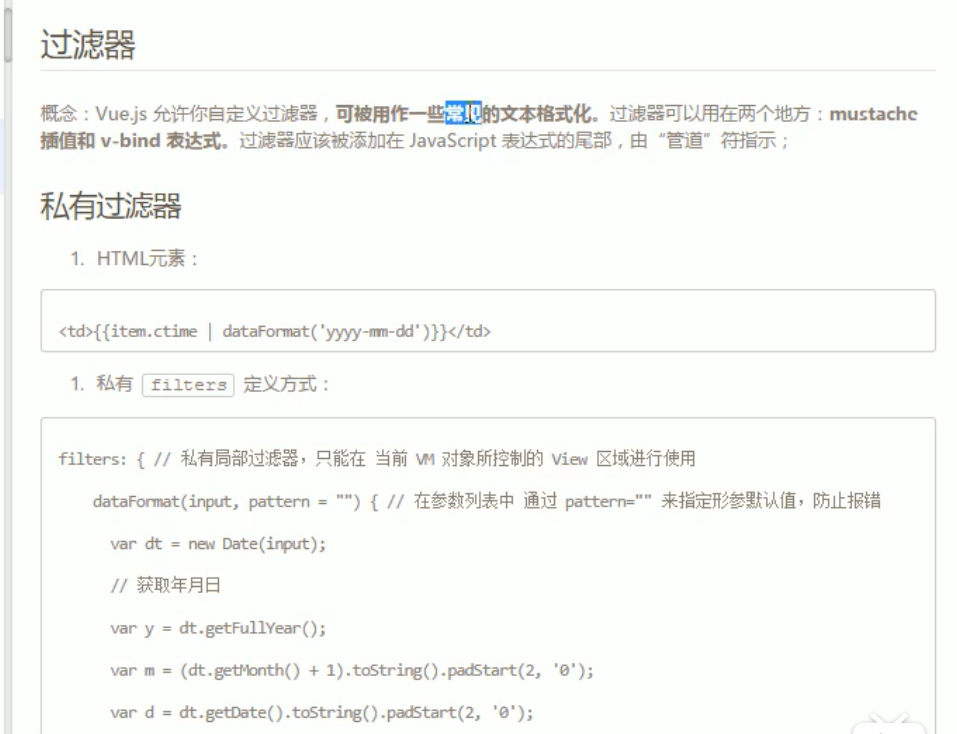 过滤器
概念：Vue.js 允许你自定义过滤器，可被用作一些常见的文本格式化。过滤器可以用在两个地方：mustache
插值和 v-bind 表达式。过滤器应该被添加在 JavaScript 表达式的尾部，由“管道”符指示；
私有过滤器
1. HTML元素：
<td>{{item.ctime | dataFormat('yyyy-mm-dd')}}</td>
1. 私有 filters 定义方式：
filters: { // 私有局部过滤器，只能在 当前 VM 对象所控制的 View 区域进行使用
dataFormat(input, pattern = "") { // 在参数列表中 通过 pattern="" 来指定形参默认值，防止报错
var dt = new Date(input);
// 获取年月日
var y = dt.getFullYear();
var m = (dt.getMonth() + 1).toString().padStart(2, '0');
var d = dt.getDate().toString().padStart(2, '0');